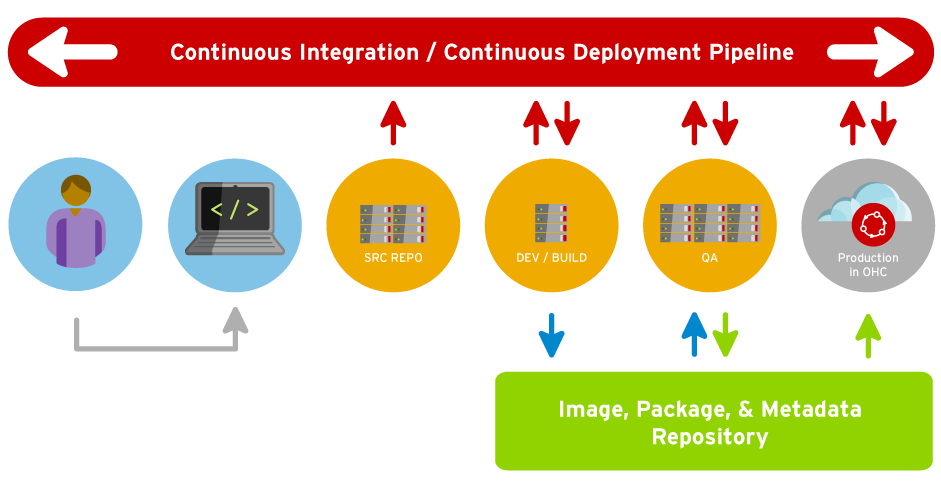 Continuous Integration / Continuous Deployment Pipeline
</>
SRC REPO
DEV / BUILD
QA
Production
in OHC
Image, Package, & Metadata
Repository